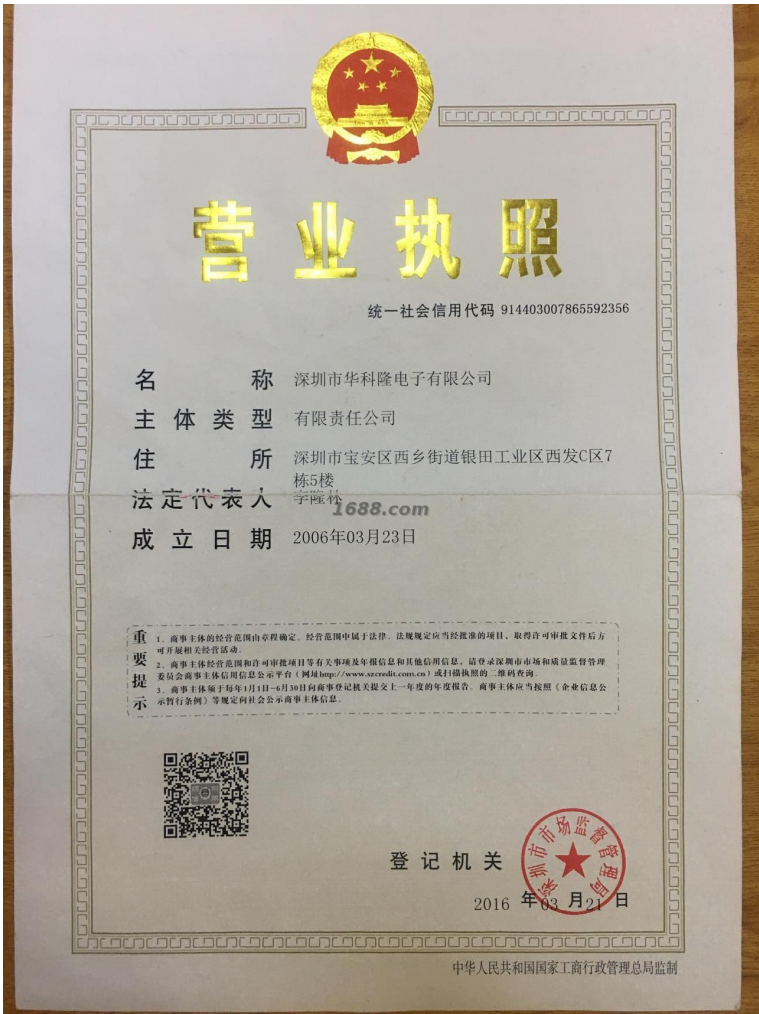 营业执照
统一社会信用代码 914403007865592356
名称 深圳市华科隆电子有限公司
主体类型 有限责任公司
住所 深圳市宝安区西乡街道银田工业区西发C区7
栋5楼
法定代表人 李隆林
1688.com
成立日期 2006年03月23日
重要提示
1、商事主体的经营范围由章程确定。经营范围中属于法律、法规规定应当经批准的项目，取得许可审批文件后方
可开展相关经营活动。
2、商事主体经营范围和许可审批项目等有关事项及年报信息和其他信用信息，请登录深圳市市场和质量监督管理
委员会商事主体信用信息公示平台（网址http://www.szcredit.com.cn）或扫描执照的二维码查询。
3、商事主体须于每年1月1日-6月30日向商事登记机关提交上一年度的年度报告。商事主体应当按照《企业信息公
示暂行条例》等规定向社会公示商事主体信息。
登记机关
深圳市市场监督管理局
2016 年 03 月 21 日
中华人民共和国国家工商行政管理总局监制